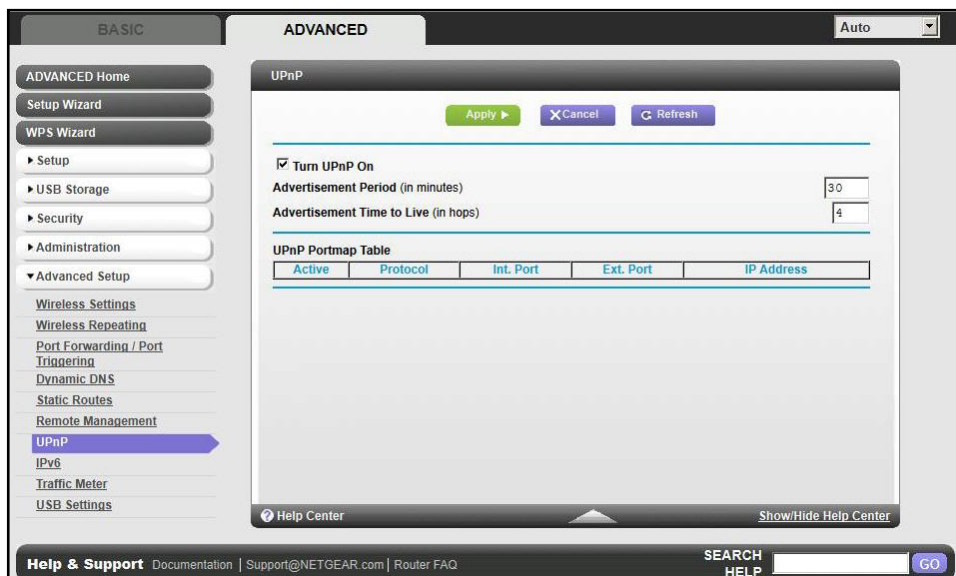 BASIC
ADVANCED
Auto
ADVANCED Home
Setup Wizard
WPS Wizard
Setup
USB Storage
Security
Administration
Advanced Setup
Wireless Settings
Wireless Repeating
Port Forwarding / Port
Triggering
Dynamic DNS
Static Routes
Remote Management
UPnP
IPv6
Traffic Meter
USB Settings
UPnP
Apply
Cancel
Refresh
Turn UPnP On
Advertisement Period (in minutes) 30
Advertisement Time to Live (in hops) 4
UPnP Portmap Table
Active Protocol Int. Port Ext. Port IP Address
Help Center
Show/Hide Help Center
Help & Support Documentation | Support@NETGEAR.com | Router FAQ
SEARCH
HELP
GO